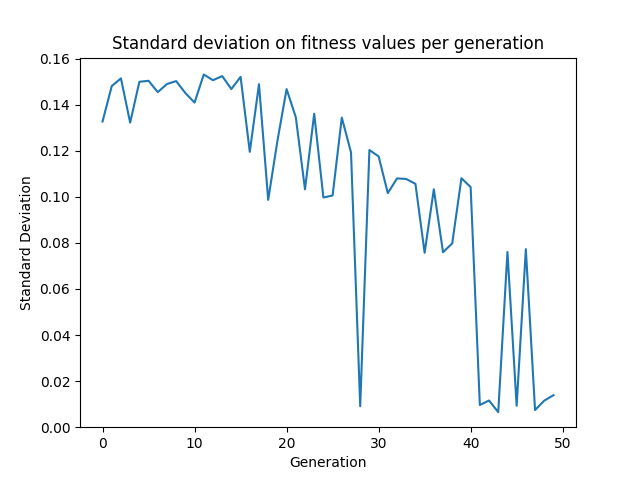 Standard deviation on fitness values per generation
0.16
0.14
0.12
0.10
0.08
0.06
0.04
0.02
0.00
Standard Deviation
0 10 20 30 40 50
Generation